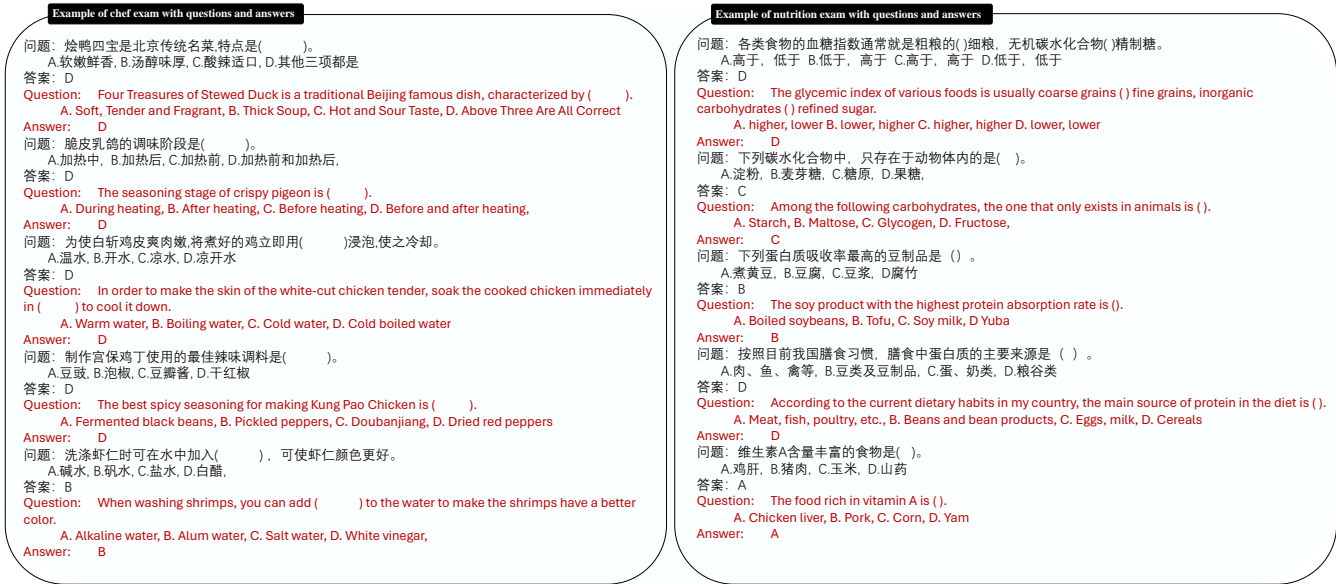 Example of chef exam with questions and answers
问题：烩鸭四宝是北京传统名菜,特点是( )。
A.软嫩鲜香, B.汤醇味厚, C.酸辣适口, D.其他三项都是
答案：D
Question: Four Treasures of Stewed Duck is a traditional Beijing famous dish, characterized by ( ).
A. Soft, Tender and Fragrant, B. Thick Soup, C. Hot and Sour Taste, D. Above Three Are All Correct
Answer: D
问题：脆皮乳鸽的调味阶段是( )。
A.加热中, B.加热后, C.加热前, D.加热前和加热后,
答案：D
Question: The seasoning stage of crispy pigeon is ( ).
A. During heating, B. After heating, C. Before heating, D. Before and after heating,
Answer: D
问题：为使白斩鸡皮爽肉嫩,将煮好的鸡立即用( )浸泡,使之冷却。
A.温水, B.开水, C.凉水, D.凉开水
答案：D
Question: In order to make the skin of the white-cut chicken tender, soak the cooked chicken immediately
in ( ) to cool it down.
A. Warm water, B. Boiling water, C. Cold water, D. Cold boiled water
Answer: D
问题：制作宫保鸡丁使用的最佳辣味调料是( )。
A.豆豉, B.泡椒, C.豆瓣酱, D.干红椒
答案：D
Question: The best spicy seasoning for making Kung Pao Chicken is ( ).
A. Fermented black beans, B. Pickled peppers, C. Doubanjiang, D. Dried red peppers
Answer: D
问题：洗涤虾仁时可在水中加入( )，可使虾仁颜色更好。
A.碱水, B.矾水, C.盐水, D.白醋,
答案：B
Question: When washing shrimps, you can add ( ) to the water to make the shrimps have a better
color.
A. Alkaline water, B. Alum water, C. Salt water, D. White vinegar,
Answer: B
Example of nutrition exam with questions and answers
问题：各类食物的血糖指数通常就是粗粮的( )细粮，无机碳水化合物( )精制糖。
A.高于，低于 B.低于，高于 C.高于，高于 D.低于，低于
答案：D
Question: The glycemic index of various foods is usually coarse grains ( ) fine grains, inorganic
carbohydrates ( ) refined sugar.
A. higher, lower B. lower, higher C. higher, higher D. lower, lower
Answer: D
问题：下列碳水化合物中，只存在于动物体内的是( )。
A.淀粉, B.麦芽糖, C.糖原, D.果糖,
答案：C
Question: Among the following carbohydrates, the one that only exists in animals is ( ).
A. Starch, B. Maltose, C. Glycogen, D. Fructose,
Answer: C
问题：下列蛋白质吸收率最高的豆制品是（）。
A.煮黄豆, B.豆腐, C.豆浆, D腐竹
答案：B
Question: The soy product with the highest protein absorption rate is ().
A. Boiled soybeans, B. Tofu, C. Soy milk, D Yuba
Answer: B
问题：按照目前我国膳食习惯，膳食中蛋白质的主要来源是（ ）。
A.肉、鱼、禽等, B.豆类及豆制品, C.蛋、奶类, D.粮谷类
答案：D
Question: According to the current dietary habits in my country, the main source of protein in the diet is ( ).
A. Meat, fish, poultry, etc., B. Beans and bean products, C. Eggs, milk, D. Cereals
Answer: D
问题：维生素A含量丰富的食物是( )。
A.鸡肝, B.猪肉, C.玉米, D.山药
答案：A
Question: The food rich in vitamin A is ( ).
A. Chicken liver, B. Pork, C. Corn, D. Yam
Answer: A